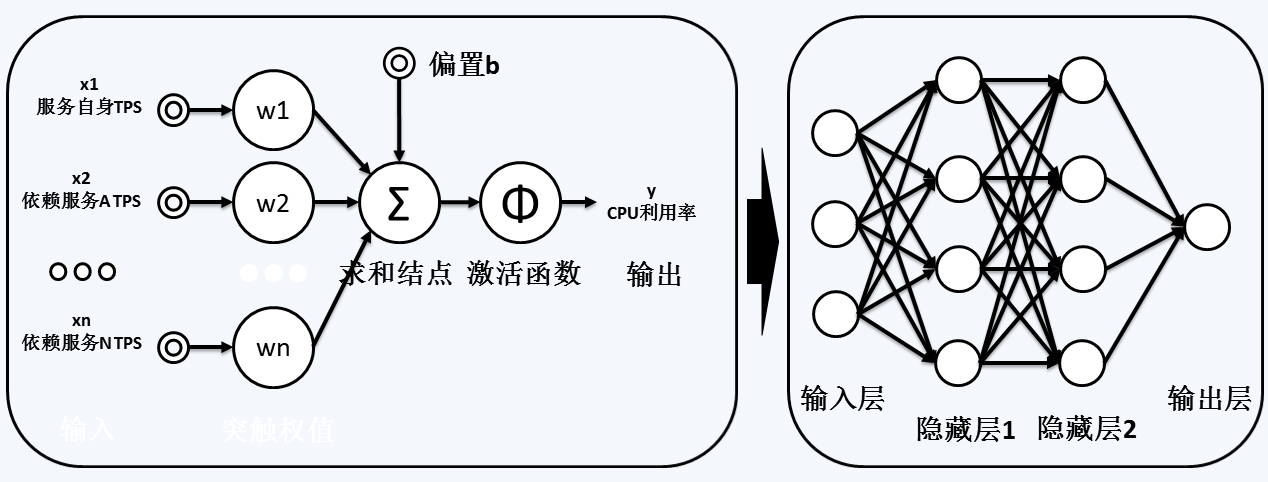 x1
服务自身TPS
w1
偏置b
x2
依赖服务A TPS
w2
Σ
Φ
y
CPU利用率
求和结点
激活函数
输出
xn
依赖服务N TPS
wn
输入
突触权值
输入层
隐藏层1
隐藏层2
输出层